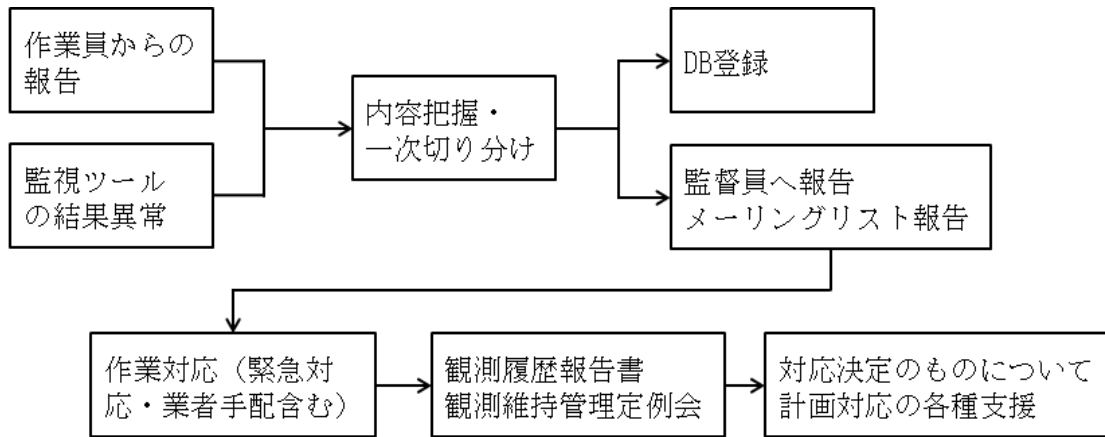 作業員からの
報告
監視ツール
の結果異常
内容把握・
一次切り分け
DB登録
監督員へ報告
メーリングリスト報告
作業対応（緊急対
応・業者手配含む）
観測履歴報告書
観測維持管理定例会
対応決定のものについて
計画対応の各種支援